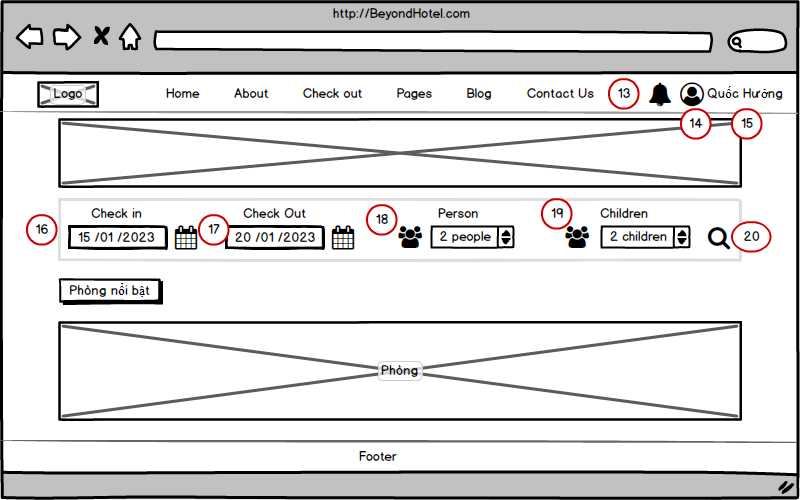 http://BeyondHotel.com
Logo Home About Check out Pages Blog Contact Us 13 Quốc Hưởng
14 15
16 Check in 17 Check Out 18 Person 19 Children
15 /01 /2023 20 /01 /2023 2 people 2 children 20
Phòng nổi bật
Phòng
Footer